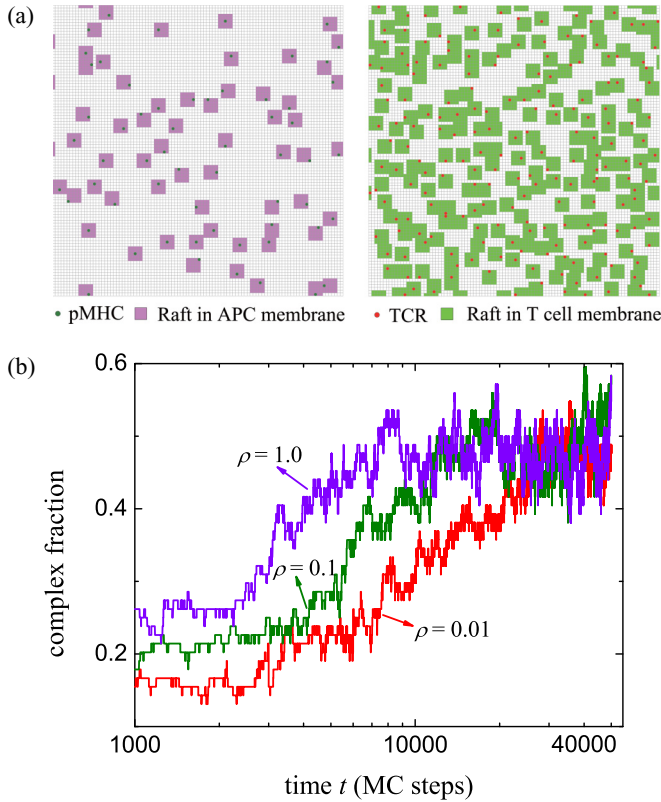 (a)
pMHC Raft in APC membrane TCR Raft in T cell membrane
(b)
0.6
0.4
0.2
complex fraction
ρ = 1.0
ρ = 0.1
ρ = 0.01
1000 10000 40000
time t (MC steps)